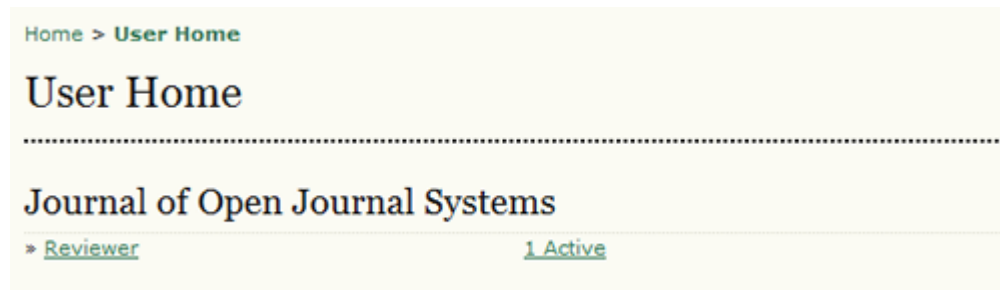 Home > User Home
User Home
Journal of Open Journal Systems
» Reviewer 1 Active